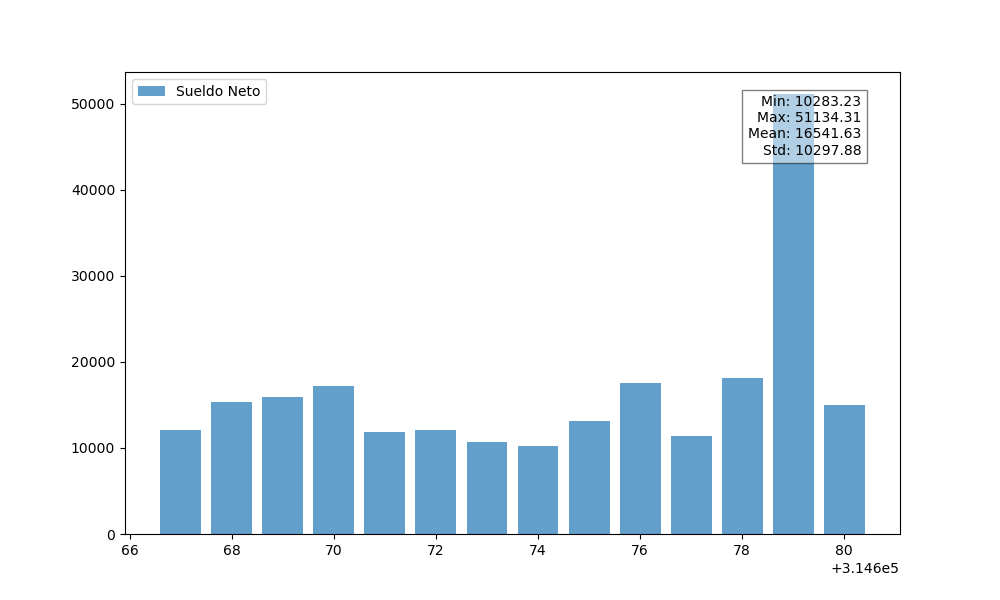 Sueldo Neto
Min: 10283.23
Max: 51134.31
Mean: 16541.63
Std: 10297.88
50000
40000
30000
20000
10000
0
66 68 70 72 74 76 78 80
+3.146e5